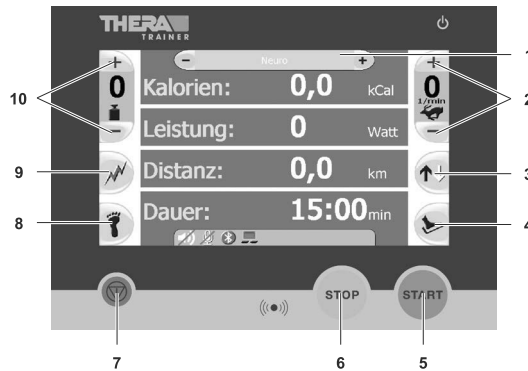 THERA
TRAINER
1
− Neuro +
+
0
−
10
Kalorien: 0,0 kCal
+
0
1/min
−
2
Leistung: 0 Watt
9
Distanz: 0,0 km
3
8
Dauer: 15:00 min
4
STOP
START
7
6
5